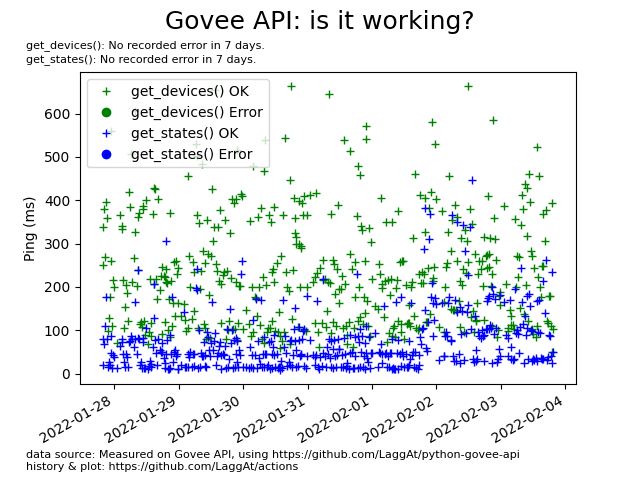 Govee API: is it working?
get_devices(): No recorded error in 7 days.
get_states(): No recorded error in 7 days.
get_devices() OK
get_devices() Error
get_states() OK
get_states() Error
Ping (ms)
600
500
400
300
200
100
0
2022-01-28
2022-01-29
2022-01-30
2022-01-31
2022-02-01
2022-02-02
2022-02-03
2022-02-04
data source: Measured on Govee API, using https://github.com/LaggAt/python-govee-api
history & plot: https://github.com/LaggAt/actions